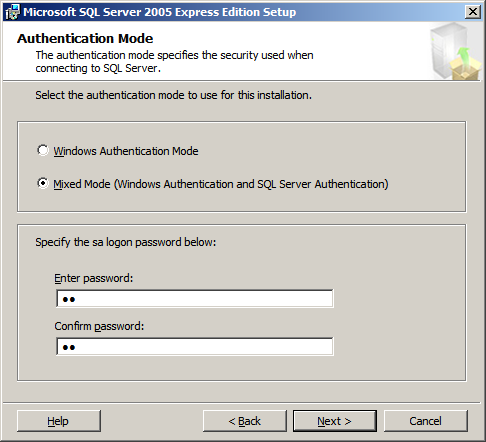 Microsoft SQL Server 2005 Express Edition Setup
Authentication Mode
The authentication mode specifies the security used when
connecting to SQL Server.
Select the authentication mode to use for this installation.
Windows Authentication Mode
Mixed Mode (Windows Authentication and SQL Server Authentication)
Specify the sa logon password below:
Enter password:
••
Confirm password:
••
Help
< Back
Next >
Cancel